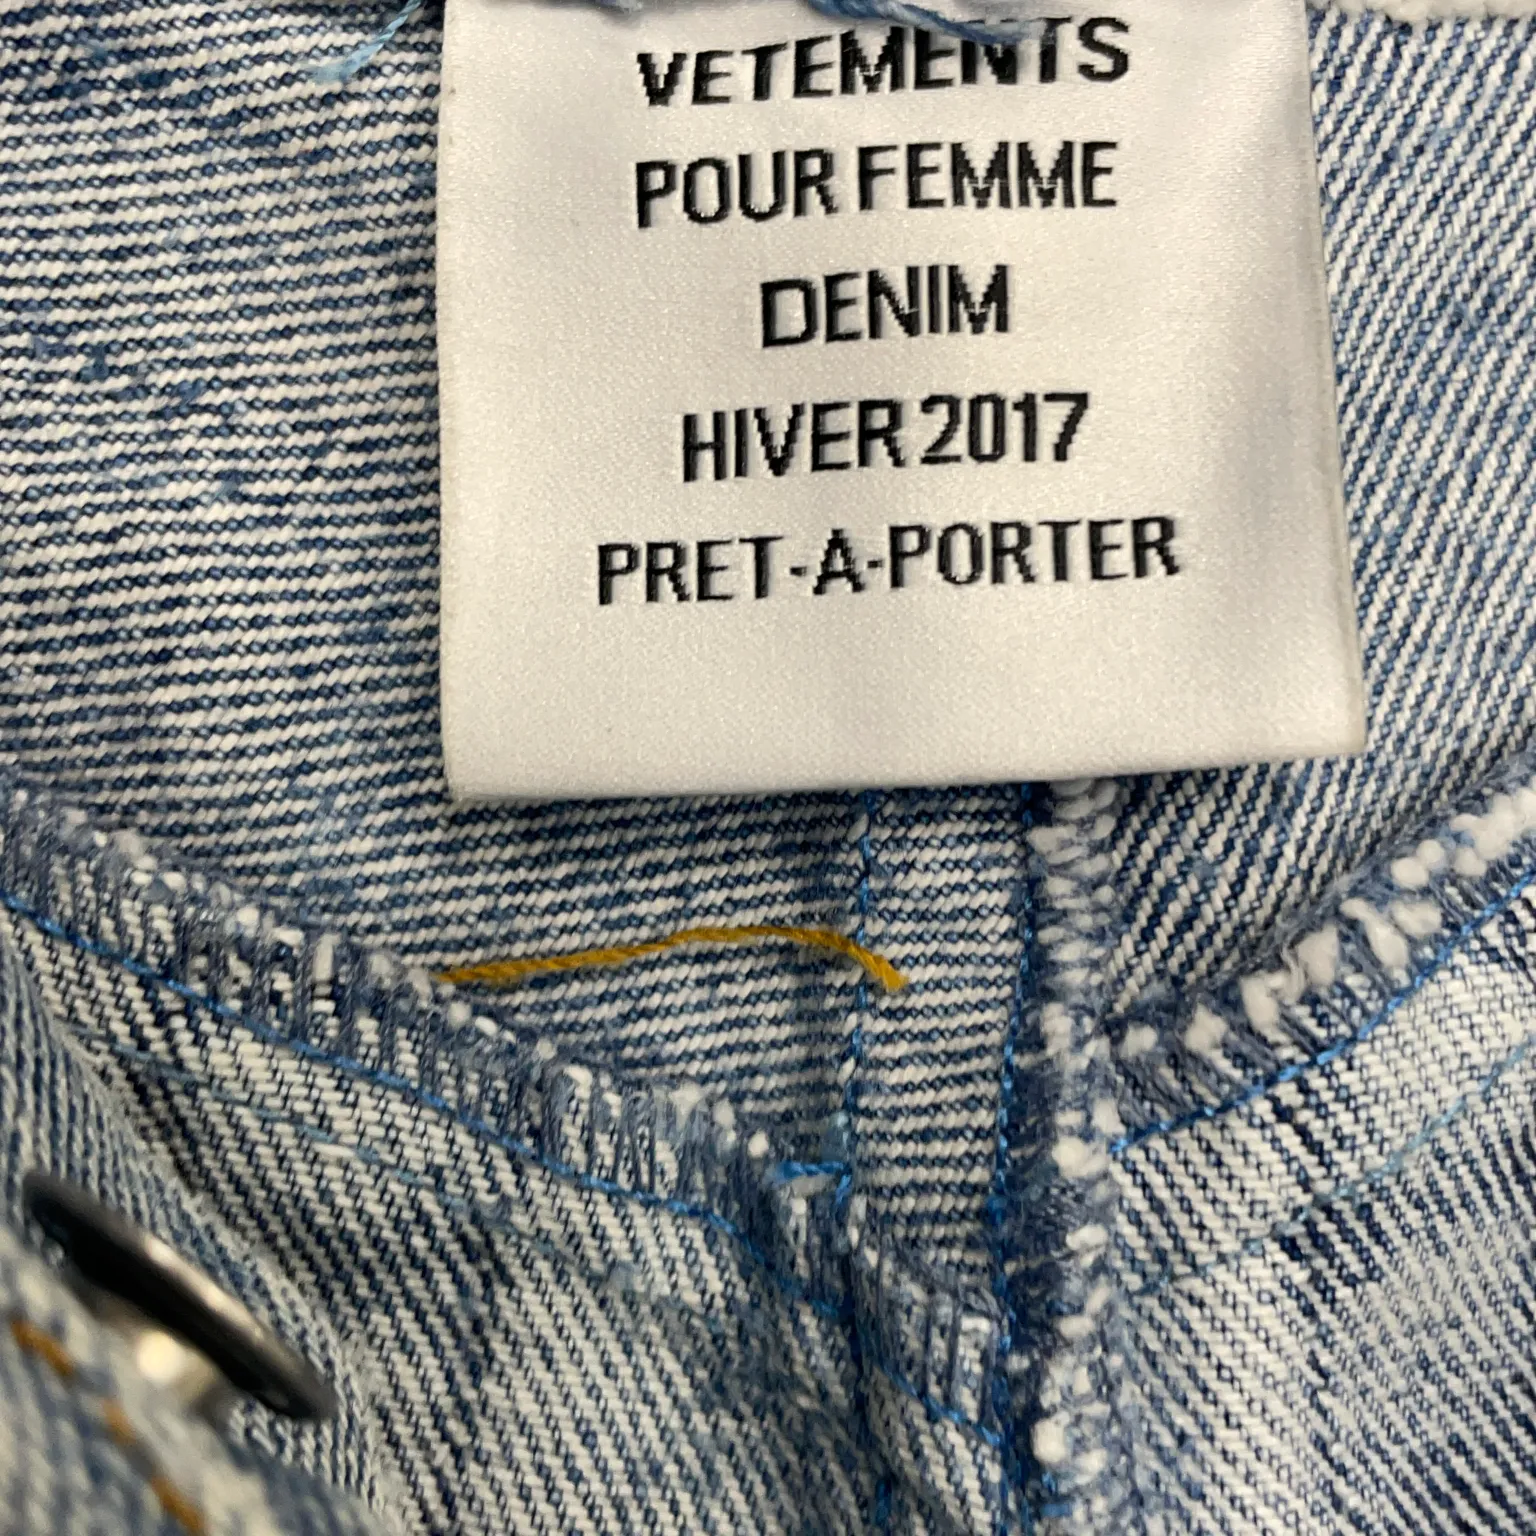 VETEMENTS
POUR FEMME
DENIM
HIVER 2017
PRET-A-PORTER